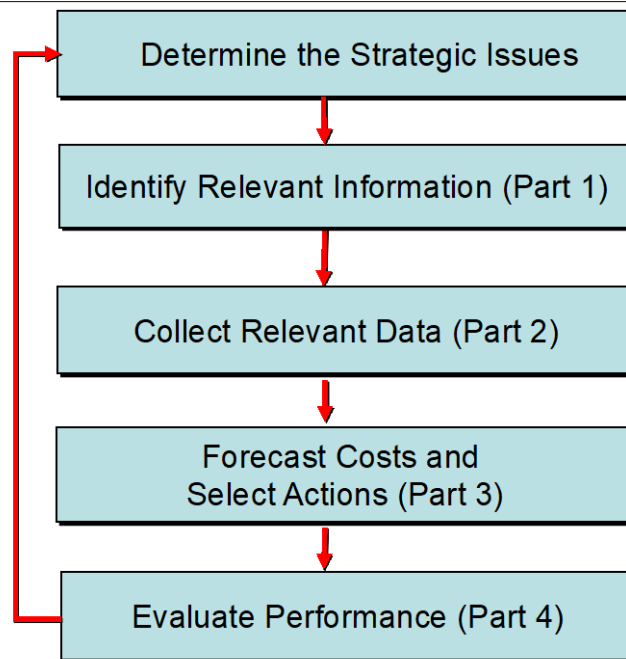 Determine the Strategic Issues
Identify Relevant Information (Part 1)
Collect Relevant Data (Part 2)
Forecast Costs and
Select Actions (Part 3)
Evaluate Performance (Part 4)